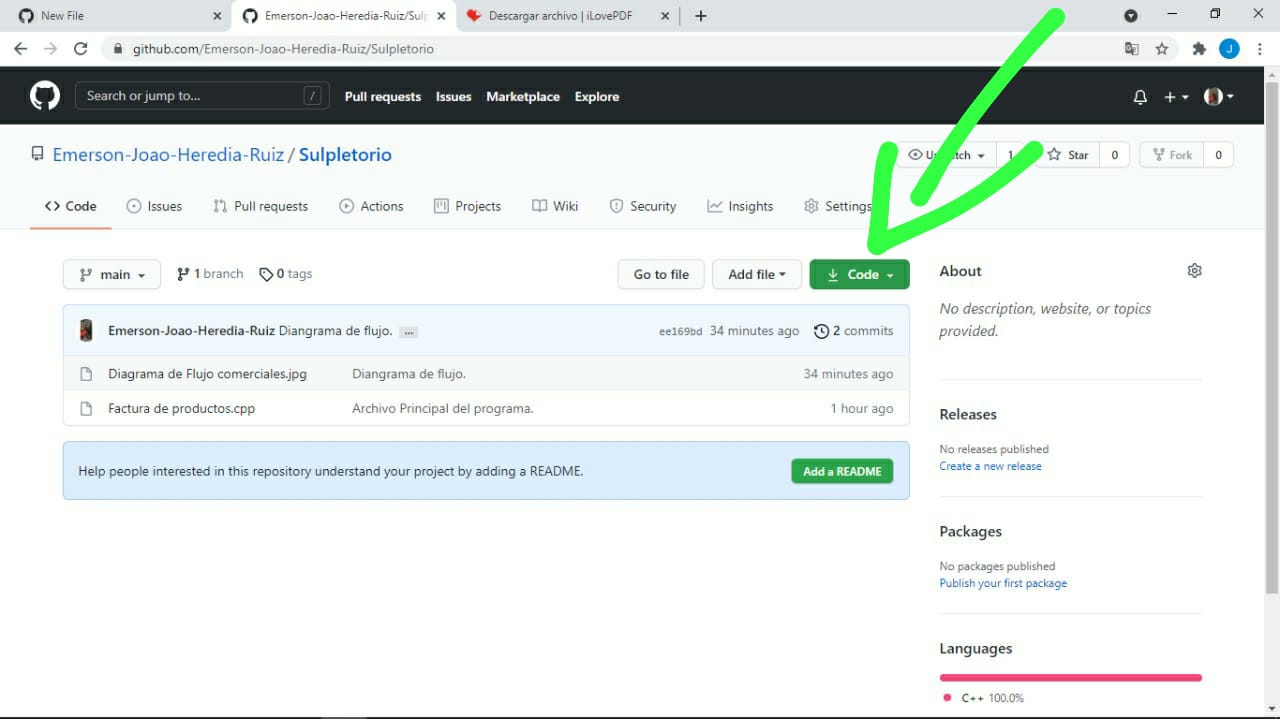 New File
Emerson-Joao-Heredia-Ruiz/Sulp
Descargar archivo | iLovePDF
github.com/Emerson-Joao-Heredia-Ruiz/Sulpletorio
J
Search or jump to... /
Pull requests Issues Marketplace Explore
Emerson-Joao-Heredia-Ruiz / Sulpletorio
1 Star 0 Fork 0
Code Issues Pull requests Actions Projects Wiki Security Insights Settings
main 1 branch 0 tags Go to file Add file Code
Emerson-Joao-Heredia-Ruiz Diangrama de flujo. ... ee169bd 34 minutes ago 2 commits
Diagrama de Flujo comerciales.jpg Diangrama de flujo. 34 minutes ago
Factura de productos.cpp Archivo Principal del programa. 1 hour ago
Help people interested in this repository understand your project by adding a README. Add a README
About
No description, website, or topics
provided.
Releases
No releases published
Create a new release
Packages
No packages published
Publish your first package
Languages
C++ 100.0%